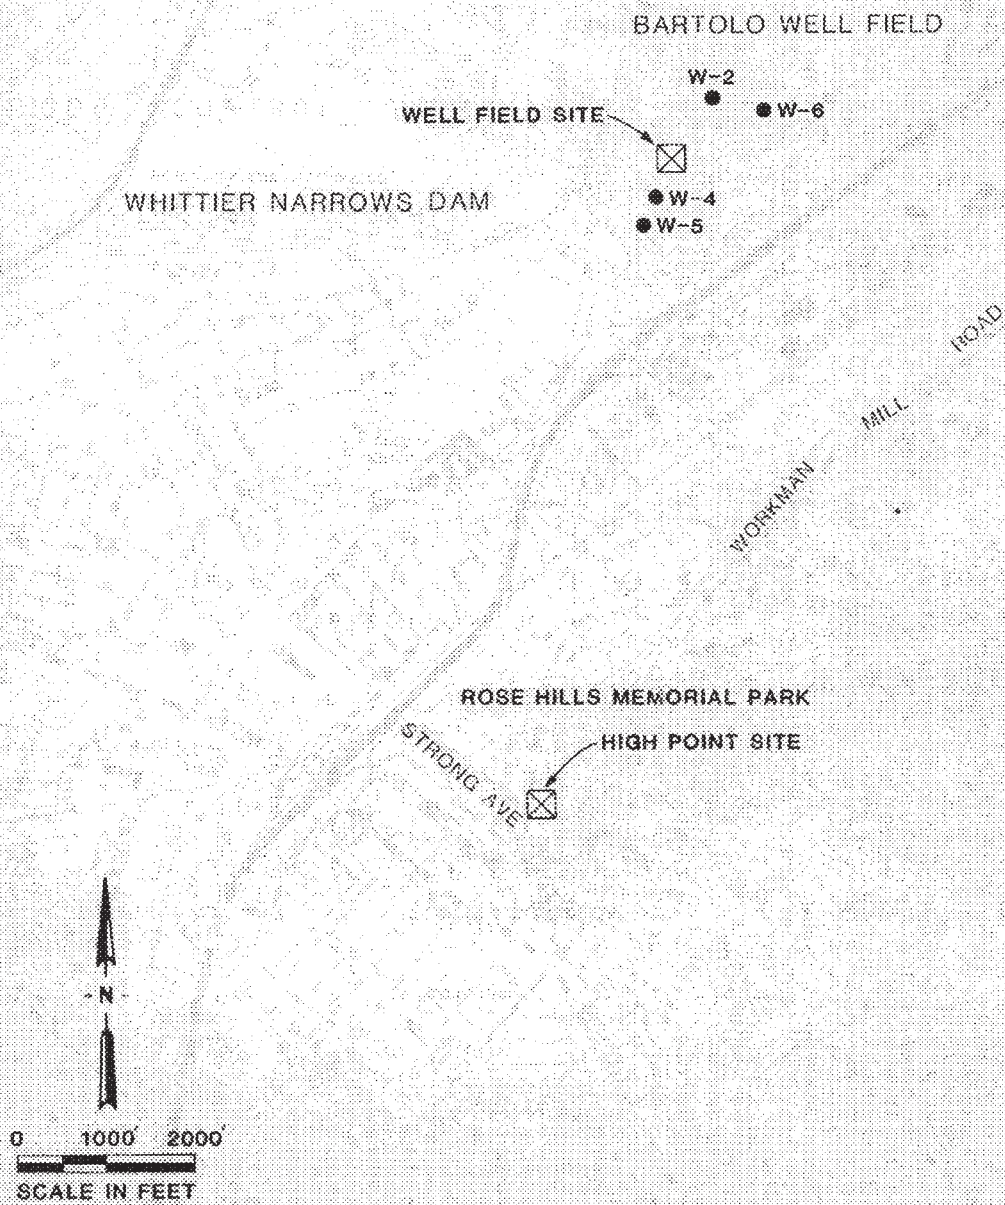 BARTOLO WELL FIELD
W-2
W-6
WELL FIELD SITE
WHITTIER NARROWS DAM
W-4
W-5
WORKMAN MILL ROAD
ROSE HILLS MEMORIAL PARK
STRONG AVE
HIGH POINT SITE
N
0 1000' 2000'
SCALE IN FEET